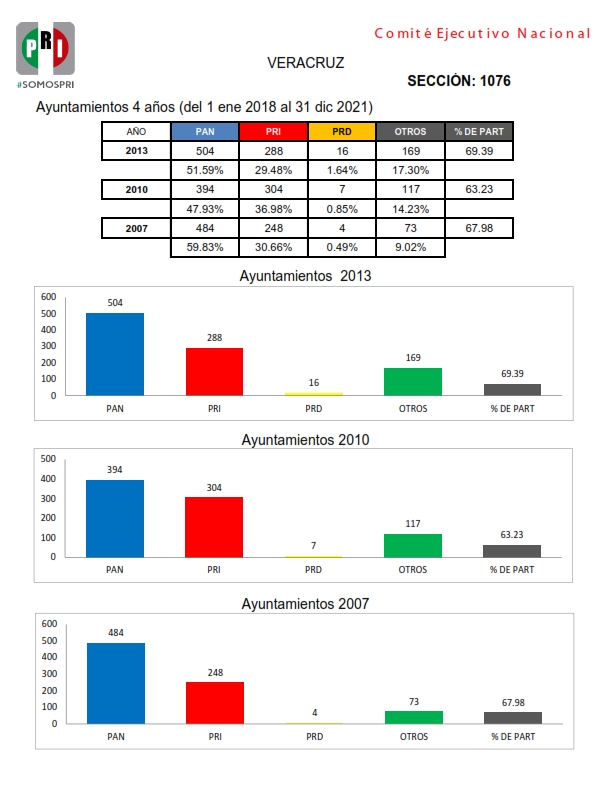 Comité Ejecutivo Nacional
PRI
#SOMOSPRI
VERACRUZ
SECCIÓN: 1076
Ayuntamientos 4 años (del 1 ene 2018 al 31 dic 2021)
AÑO PAN PRI PRD OTROS % DE PART
2013 504 288 16 169 69.39
51.59% 29.48% 1.64% 17.30%
2010 394 304 7 117 63.23
47.93% 36.98% 0.85% 14.23%
2007 484 248 4 73 67.98
59.83% 30.66% 0.49% 9.02%
Ayuntamientos 2013
600
500
400
300
200
100
0
504 288 16 169 69.39
PAN PRI PRD OTROS % DE PART
Ayuntamientos 2010
500
400
300
200
100
0
394 304 7 117 63.23
PAN PRI PRD OTROS % DE PART
Ayuntamientos 2007
600
500
400
300
200
100
0
484 248 4 73 67.98
PAN PRI PRD OTROS % DE PART